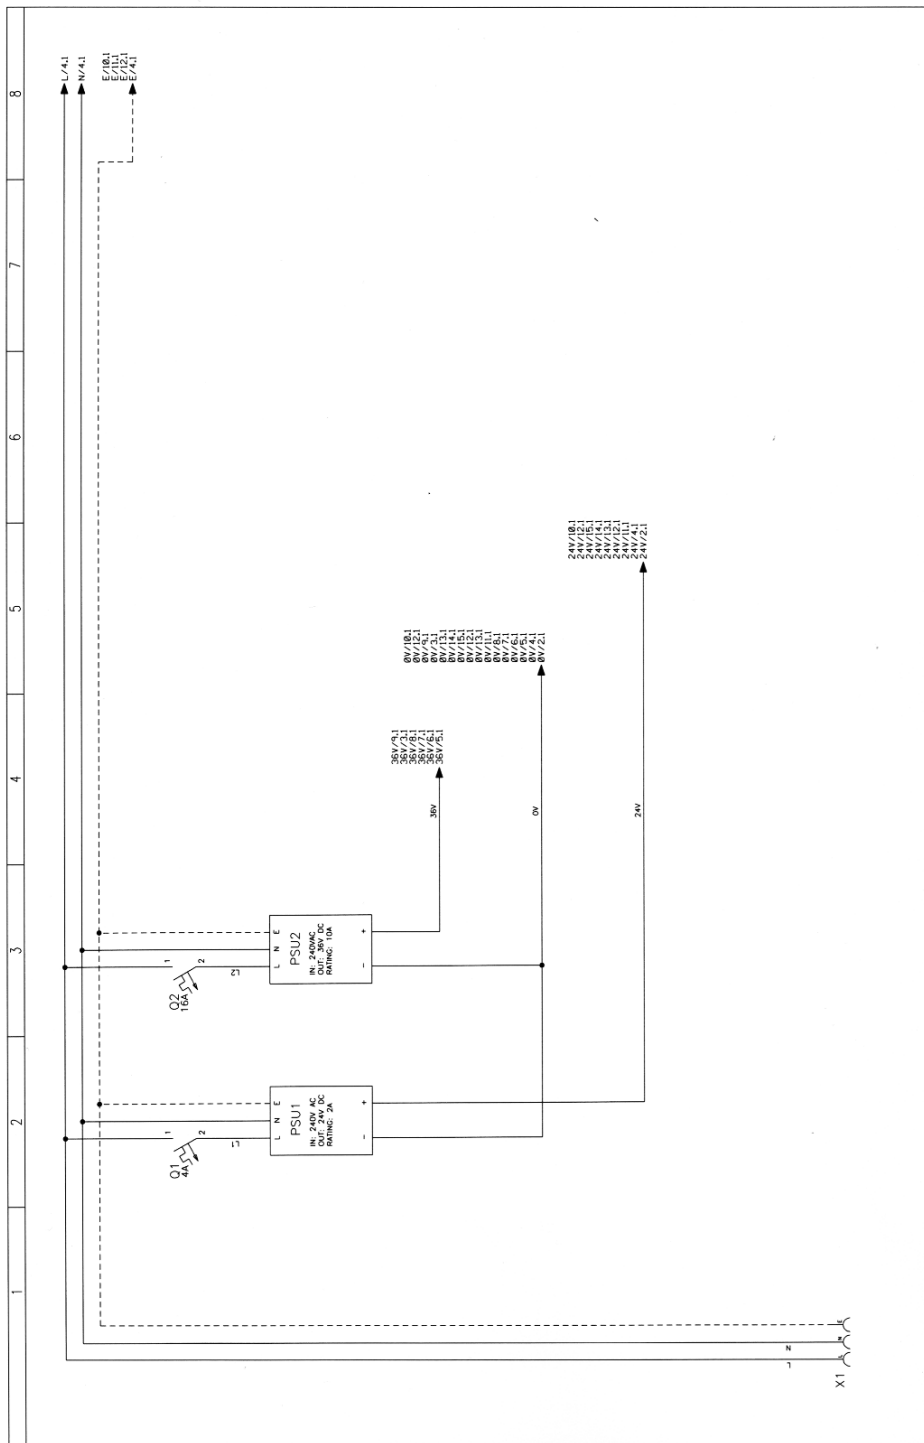 1
2
3
4
5
6
7
8
L/4.1
N/4.1
E/10.1
E/11.1
E/12.1
E/4.1
Q1
4A
1
2
L1
L N E
PSU1
IN: 240V AC
OUT: 24V DC
RATING: 2A
- +
Q2
16A
1
2
L2
L N E
PSU2
IN: 240VAC
OUT: 36V DC
RATING: 10A
- +
36V/9.1
36V/3.1
36V/8.1
36V/7.1
36V/6.1
36V/5.1
36V
0V/10.1
0V/12.1
0V/9.1
0V/3.1
0V/13.1
0V/14.1
0V/15.1
0V/12.1
0V/13.1
0V/11.1
0V/8.1
0V/7.1
0V/6.1
0V/5.1
0V/4.1
0V/2.1
0V
24V/10.1
24V/12.1
24V/15.1
24V/14.1
24V/13.1
24V/12.1
24V/11.1
24V/4.1
24V/2.1
24V
L
N
X1